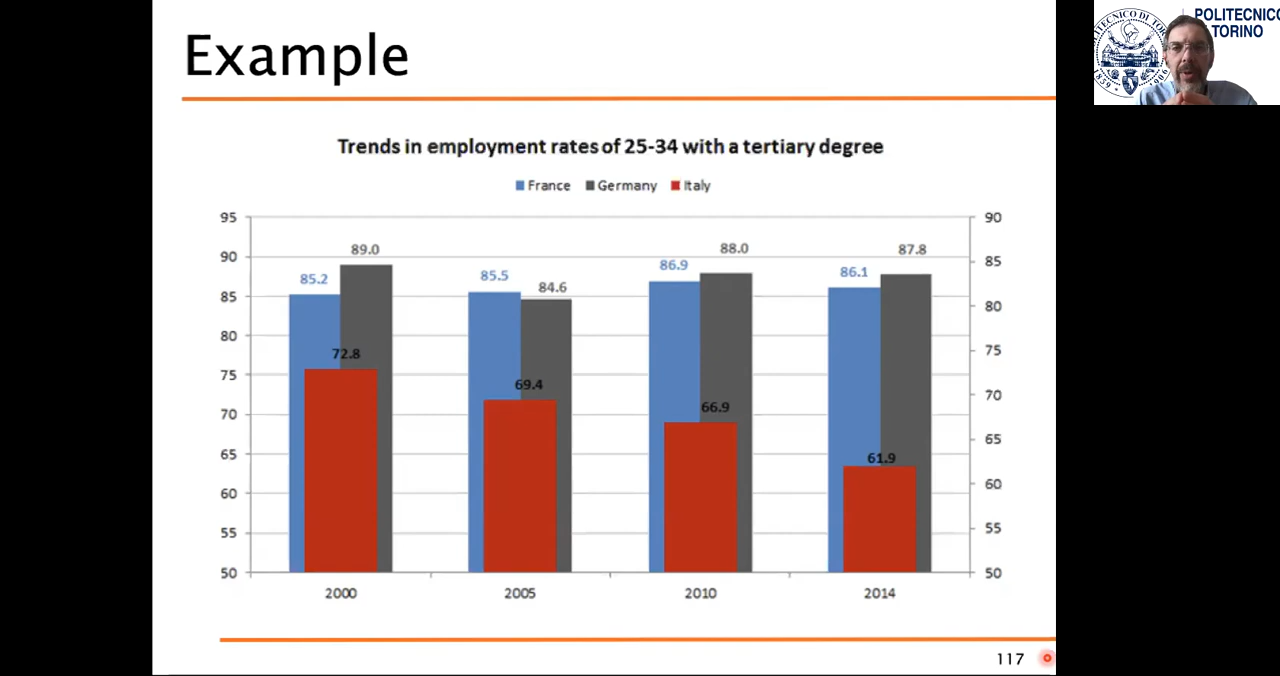 Example
POLITECNICO
TORINO
Trends in employment rates of 25-34 with a tertiary degree
France Germany Italy
95 90
90 85
85 80
80 75
75 70
70 65
65 60
60 55
55 50
50
85.2 89.0 72.8
85.5 84.6 69.4
86.9 88.0 66.9
86.1 87.8 61.9
2000 2005 2010 2014
117